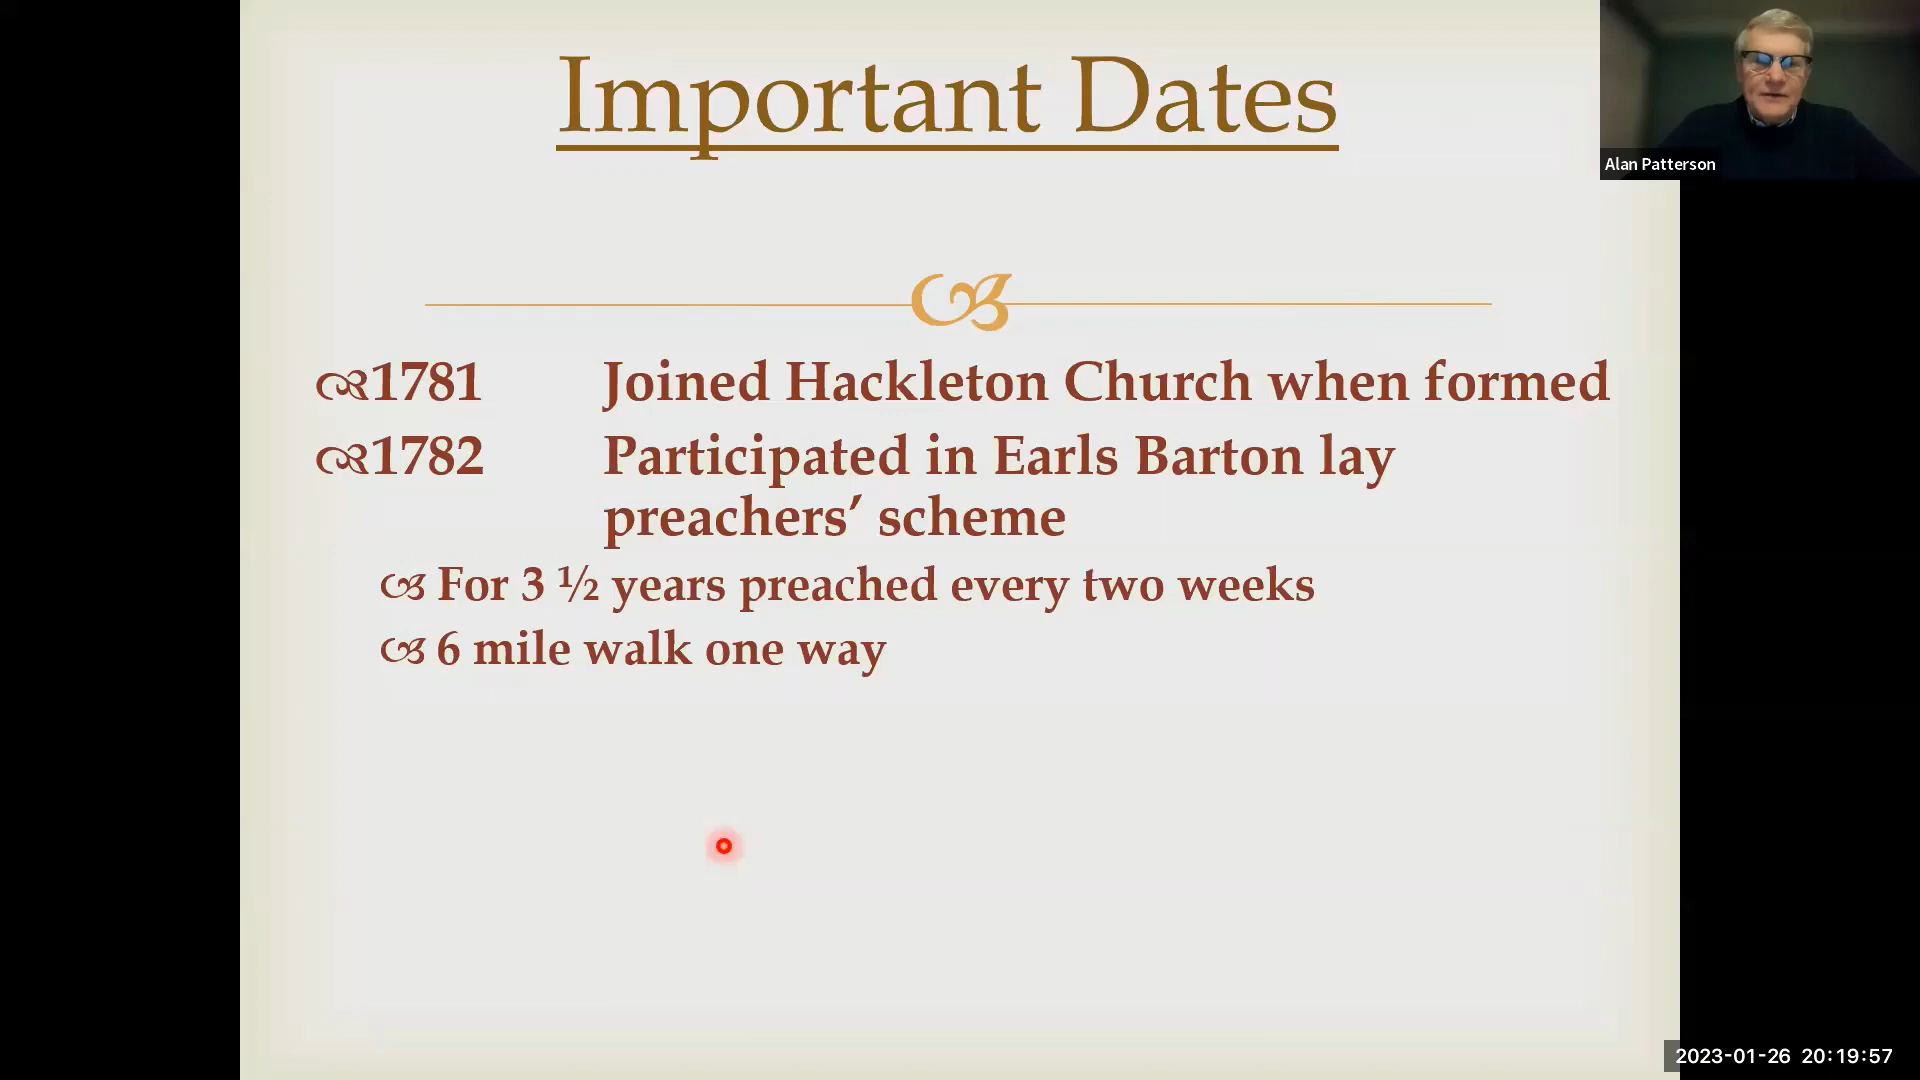 Important Dates
Alan Patterson
1781 Joined Hackleton Church when formed
1782 Participated in Earls Barton lay
preachers’ scheme
For 3 ½ years preached every two weeks
6 mile walk one way
2023-01-26 20:19:57